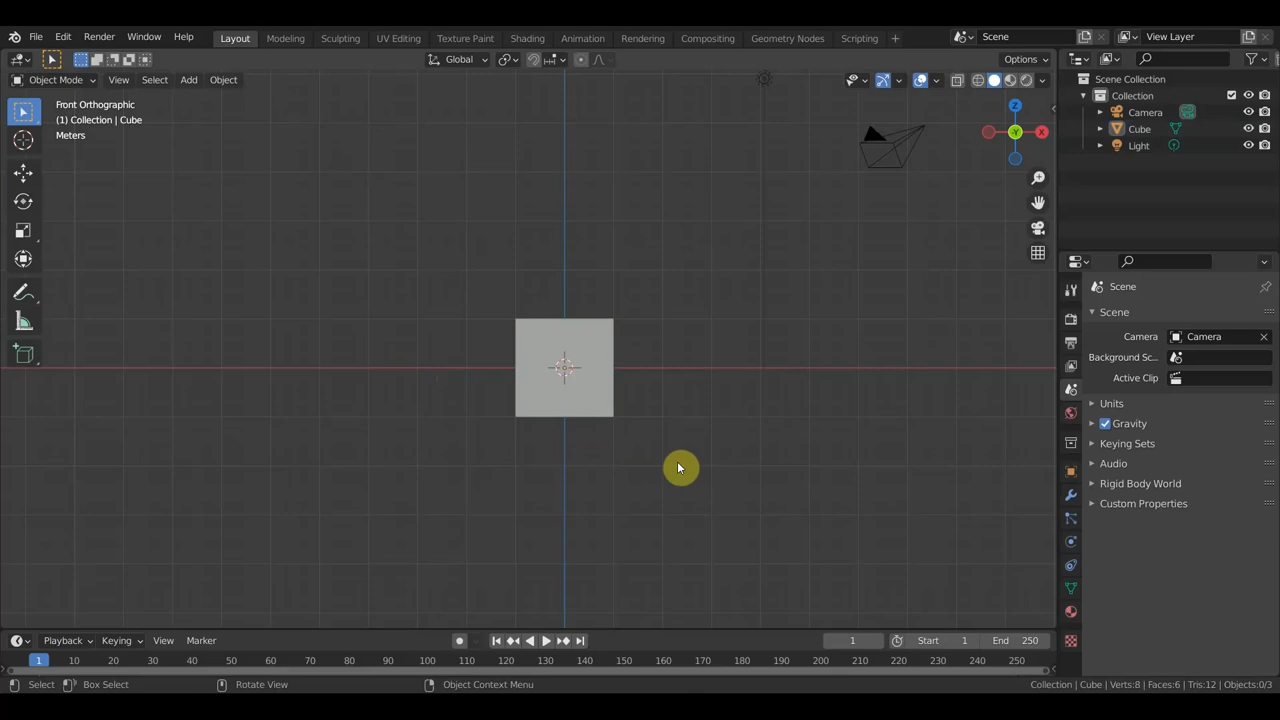 File Edit Render Window Help Layout Modeling Sculpting UV Editing Texture Paint Shading Animation Rendering Compositing Geometry Nodes Scripting + Scene View Layer
Global Options
Object Mode View Select Add Object
Front Orthographic
(1) Collection | Cube
Meters
Z
-Y
X
Scene Collection
Collection
Camera
Cube
Light
Scene
Scene
Camera Camera
Background Sc...
Active Clip
Units
Gravity
Keying Sets
Audio
Rigid Body World
Custom Properties
Playback Keying View Marker 1 Start 1 End 250
1 10 20 30 40 50 60 70 80 90 100 110 120 130 140 150 160 170 180 190 200 210 220 230 240 250
Select Box Select Rotate View Object Context Menu Collection | Cube | Verts:8 | Faces:6 | Tris:12 | Objects:0/3